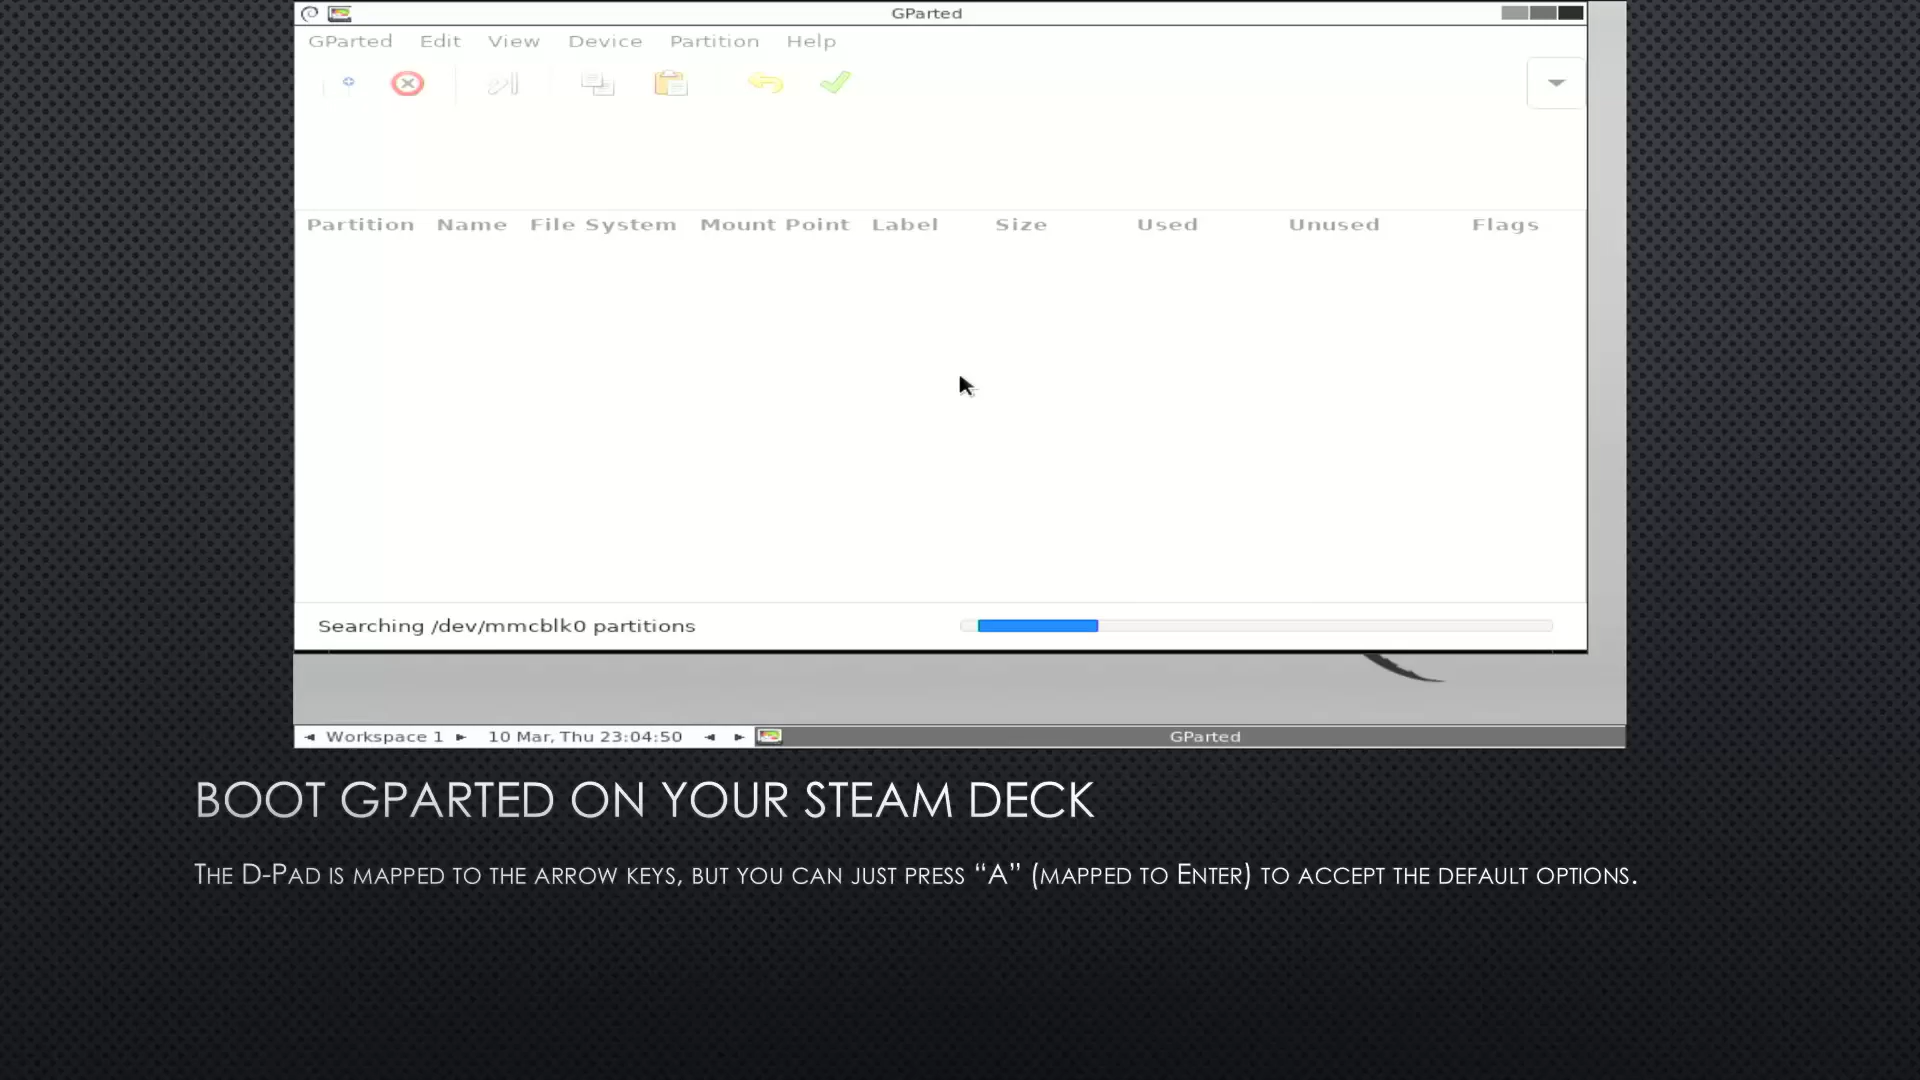 GParted
GParted Edit View Device Partition Help
Partition Name File System Mount Point Label Size Used Unused Flags
Searching /dev/mmcblk0 partitions
Workspace 1 10 Mar, Thu 23:04:50 GParted
BOOT GPARTED ON YOUR STEAM DECK
THE D-PAD IS MAPPED TO THE ARROW KEYS, BUT YOU CAN JUST PRESS “A” (MAPPED TO ENTER) TO ACCEPT THE DEFAULT OPTIONS.